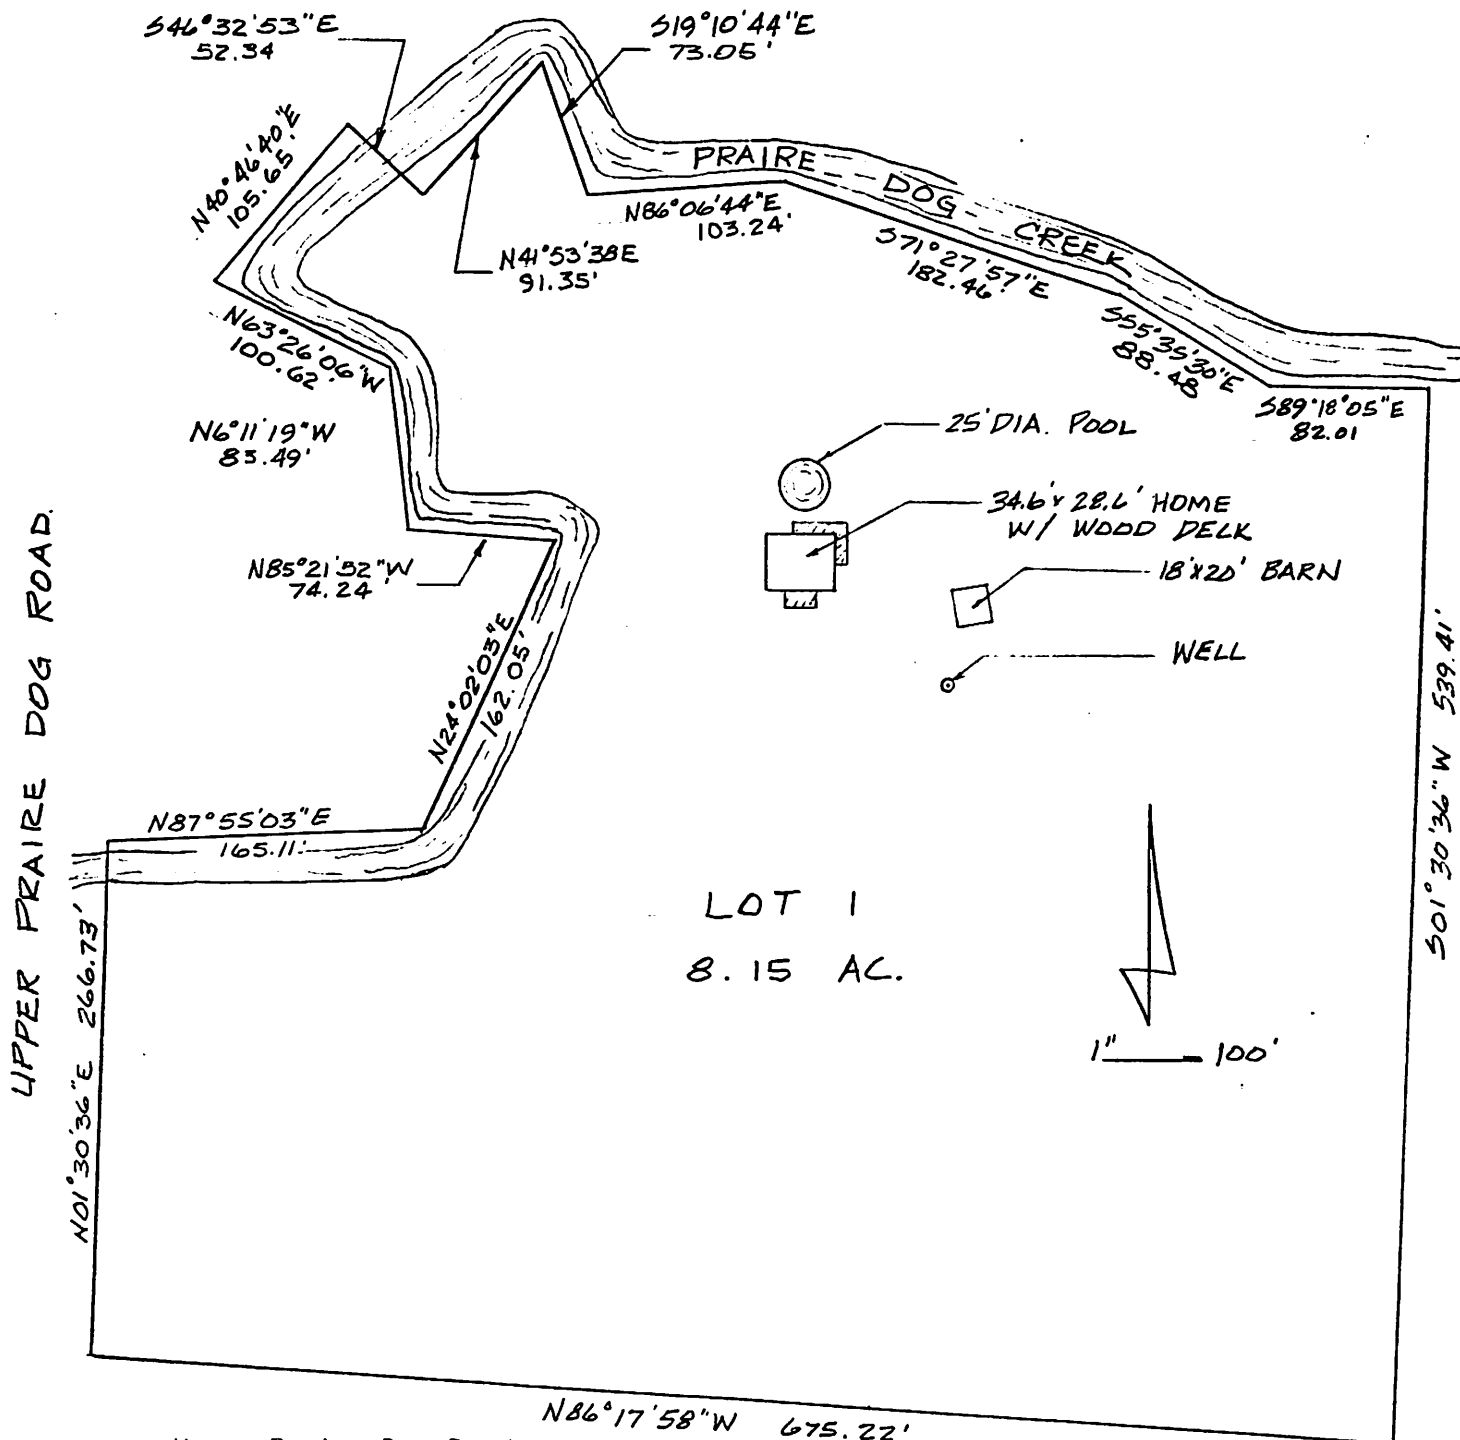 S46°32'53"E
52.34
S19°10'44"E
73.05'
N40°46'40"E
105.65'
PRAIRE DOG CREEK
N86°06'44"E
103.24'
N41°53'38E
91.35'
S71°27'57"E
182.46'
N63°26'06"W
100.62'
S55°35'30"E
88.48
S89°18'05"E
82.01
N6°11'19"W
83.49'
25' DIA. POOL
34.6' x 28.6' HOME
W/ WOOD DECK
18'x20' BARN
N85°21'52"W
74.24'
WELL
N24°02'03"E
162.05'
UPPER PRAIRE DOG ROAD.
N87°55'03"E
165.11'
S01°30'36"W 539.41'
LOT 1
8.15 AC.
N01°30'36"E 266.73'
1" 100'
N86°17'58"W 675.22'